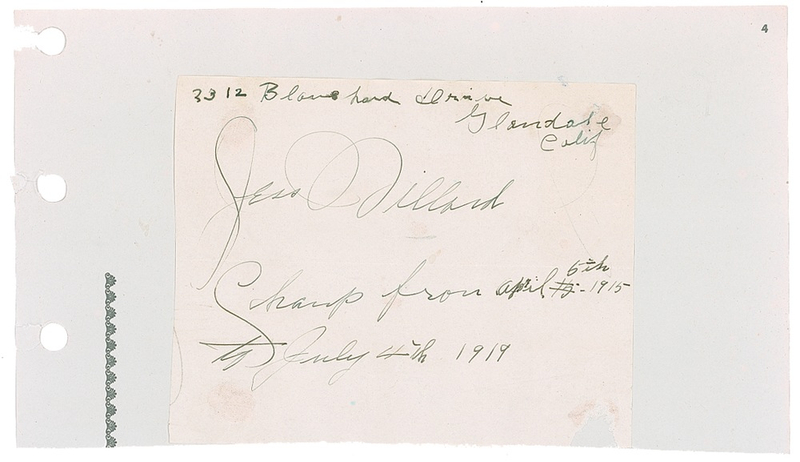 4
3312 Blanchard Drive
Glendale
Calif
Jess Willard
Champ from april 5th 1915
to July 4th 1919